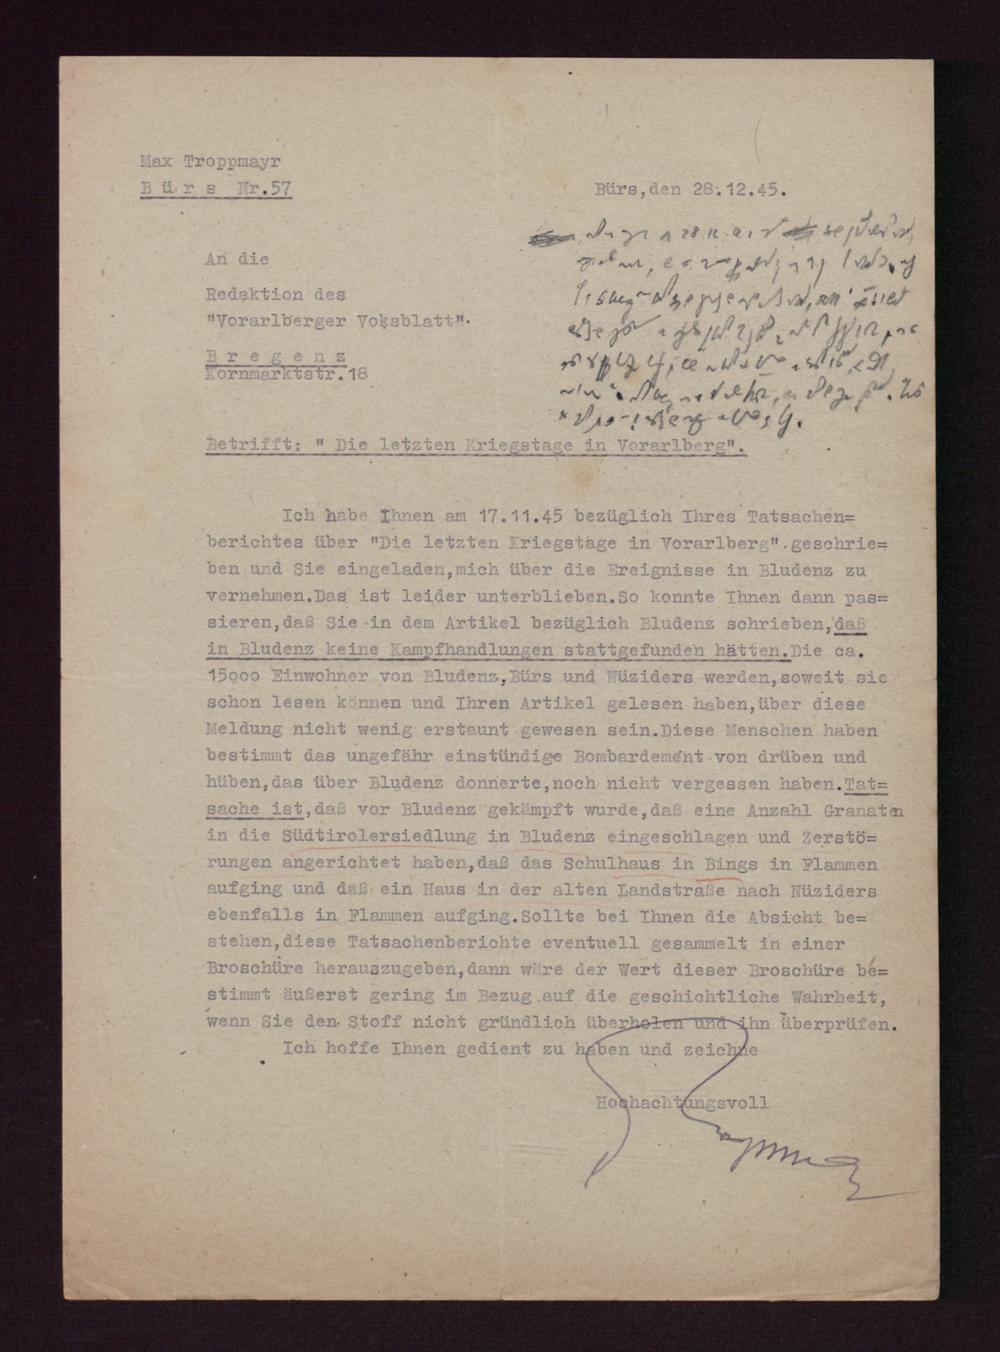 Max Troppmayr
B ü r s  Nr.57
Bürs,den 28.12.45.
An die
Redaktion des
"Vorarlberger Voksblatt".
B r e g e n z
Kornmarktstr.18
Betrifft: " Die letzten Kriegstage in Vorarlberg".
Ich habe Ihnen am 17.11.45 bezüglich Ihres Tatsachen=
berichtes über "Die letzten Kriegstage in Vorarlberg".geschrie=
ben und Sie eingeladen,mich über die Ereignisse in Bludenz zu
vernehmen.Das ist leider unterblieben.So konnte Ihnen dann pas=
sieren,daß Sie in dem Artikel bezüglich Bludenz schrieben,daß
in Bludenz keine Kampfhandlungen stattgefunden hätten.Die ca.
15000 Einwohner von Bludenz,Bürs und Nüziders werden,soweit sie
schon lesen können und Ihren Artikel gelesen haben,über diese
Meldung nicht wenig erstaunt gewesen sein.Diese Menschen haben
bestimmt das ungefähr einstündige Bombardement von drüben und
hüben,das über Bludenz donnerte,noch nicht vergessen haben.Tat=
sache ist,daß vor Bludenz gekämpft wurde,daß eine Anzahl Granaten
in die Südtirolersiedlung in Bludenz eingeschlagen und Zerstö=
rungen angerichtet haben,daß das Schulhaus in Bings in Flammen
aufging und daß ein Haus in der alten Landstraße nach Nüziders
ebenfalls in Flammen aufging.Sollte bei Ihnen die Absicht be=
stehen,diese Tatsachenberichte eventuell gesammelt in einer
Broschüre herauszugeben,dann wäre der Wert dieser Broschüre be=
stimmt äußerst gering im Bezug auf die geschichtliche Wahrheit,
wenn Sie den Stoff nicht gründlich überholen und ihn überprüfen.
Ich hoffe Ihnen gedient zu haben und zeichne
Hochachtungsvoll